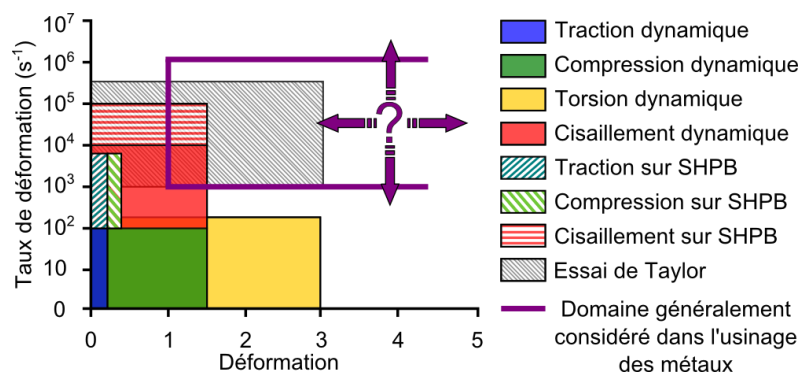 Taux de déformation (s-1)
10⁷
10⁶
10⁵
10⁴
10³
10²
10
0
0 1 2 3 4 5
Déformation
?
Traction dynamique
Compression dynamique
Torsion dynamique
Cisaillement dynamique
Traction sur SHPB
Compression sur SHPB
Cisaillement sur SHPB
Essai de Taylor
Domaine généralement
considéré dans l'usinage
des métaux